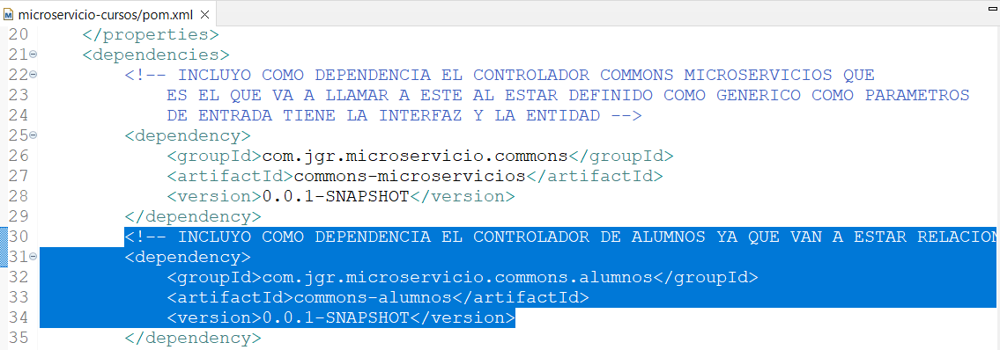 microservicio-cursos/pom.xml
20 </properties>
21 <dependencies>
22 <!-- INCLUYO COMO DEPENDENCIA EL CONTROLADOR COMMONS MICROSERVICIOS QUE
23 ES EL QUE VA A LLAMAR A ESTE AL ESTAR DEFINIDO COMO GENERICO COMO PARAMETROS
24 DE ENTRADA TIENE LA INTERFAZ Y LA ENTIDAD -->
25 <dependency>
26 <groupId>com.jgr.microservicio.commons</groupId>
27 <artifactId>commons-microservicios</artifactId>
28 <version>0.0.1-SNAPSHOT</version>
29 </dependency>
30 <!-- INCLUYO COMO DEPENDENCIA EL CONTROLADOR DE ALUMNOS YA QUE VAN A ESTAR RELACION
31 <dependency>
32 <groupId>com.jgr.microservicio.commons.alumnos</groupId>
33 <artifactId>commons-alumnos</artifactId>
34 <version>0.0.1-SNAPSHOT</version>
35 </dependency>